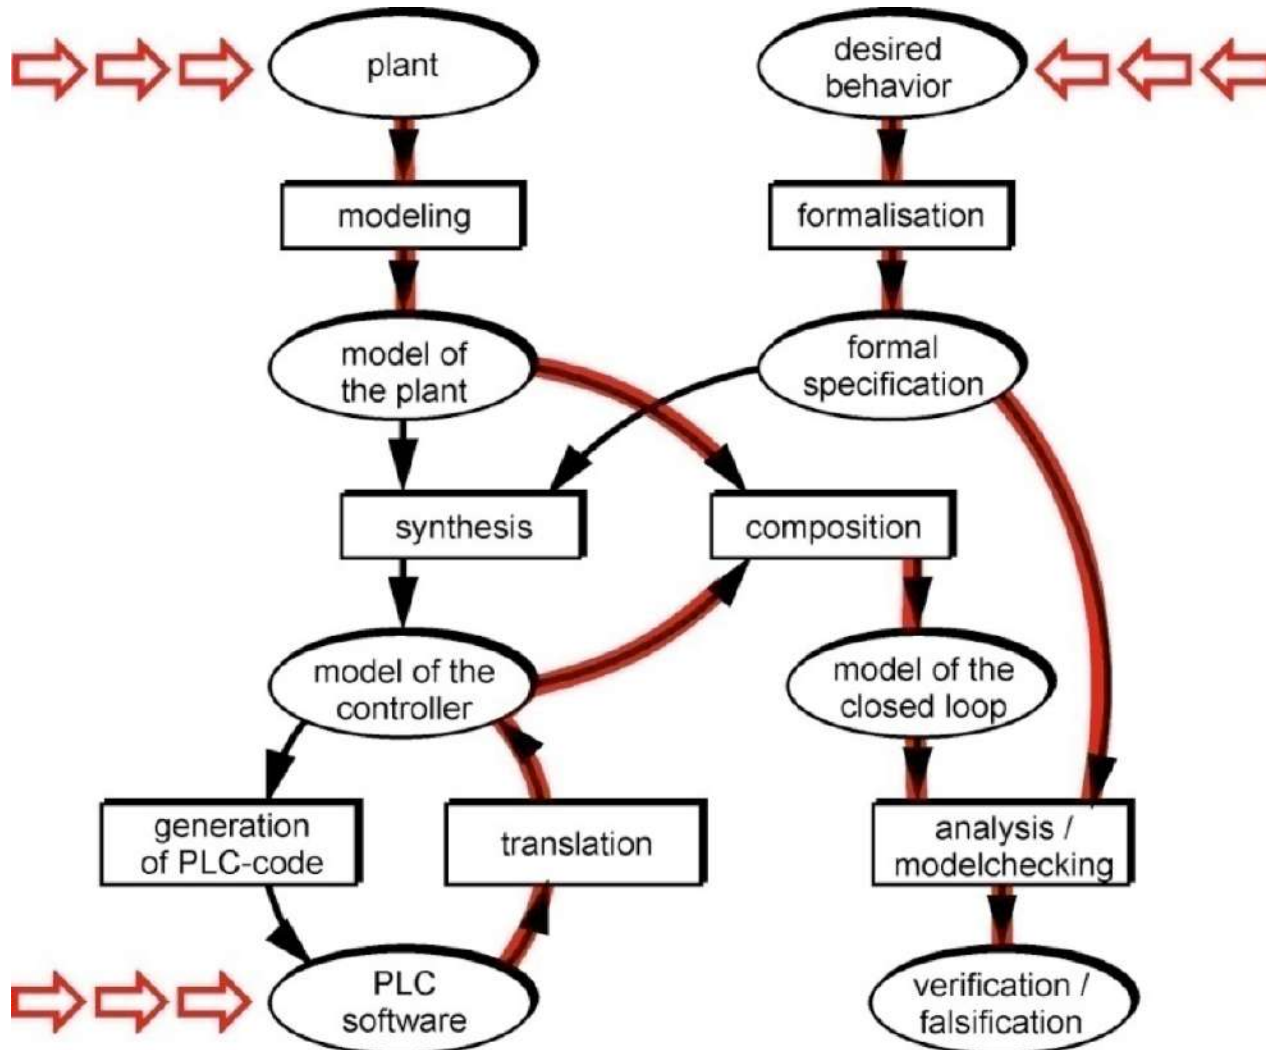 plant
desired
behavior
modeling
formalisation
model of
the plant
formal
specification
synthesis
composition
model of the
controller
model of the
closed loop
generation
of PLC-code
translation
analysis /
modelchecking
PLC
software
verification /
falsification